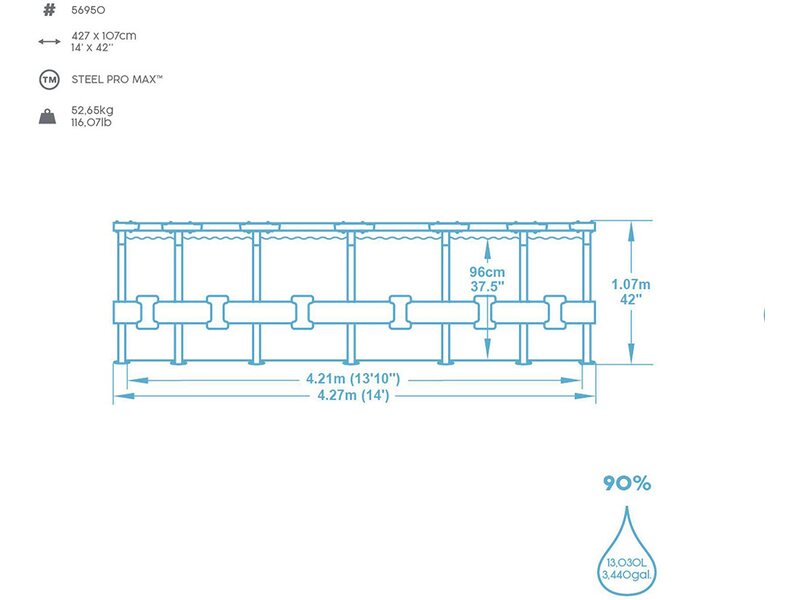 # 56950
427 x 107cm
14' x 42''
TM STEEL PRO MAX™
52,65kg
116,07lb
96cm
37.5''
1.07m
42''
4.21m (13'10'')
4.27m (14')
90%
13,030L
3,440gal.